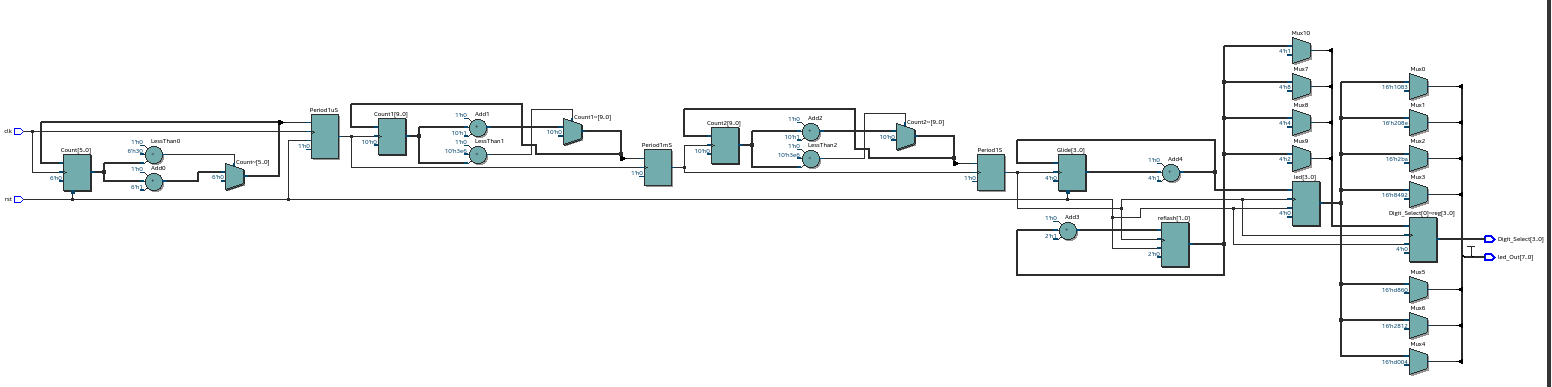 clk
rst
Count[5..0]
6'h0
LessThan0
1'h0
6'h30
Add0
1'h0
6'h1
Count~[5..0]
6'h0
Period1uS
1'h0
Count1[9..0]
10'h0
Add1
1'h0
10'h1
LessThan1
1'h0
10'h3e6
Count1~[9..0]
10'h0
Period1mS
1'h0
Count2[9..0]
10'h0
Add2
1'h0
10'h1
LessThan2
1'h0
10'h3e6
Count2~[9..0]
10'h0
Period1S
1'h0
Glide[3..0]
4'h0
Add4
1'h0
4'h1
Add3
1'h0
2'h1
reflash[1..0]
2'h0
Mux10
4'h1
Mux7
4'h8
Mux8
4'h4
Mux9
4'h2
led[3..0]
4'h0
Mux0
16'h1083
Mux1
16'h208e
Mux2
16'h2ba
Mux3
16'h8492
Digit_Select[0]~reg[3..0]
4'h0
Mux5
16'hd860
Mux6
16'h2812
Mux4
16'hd004
Digit_Select[3..0]
led_Out[7..0]